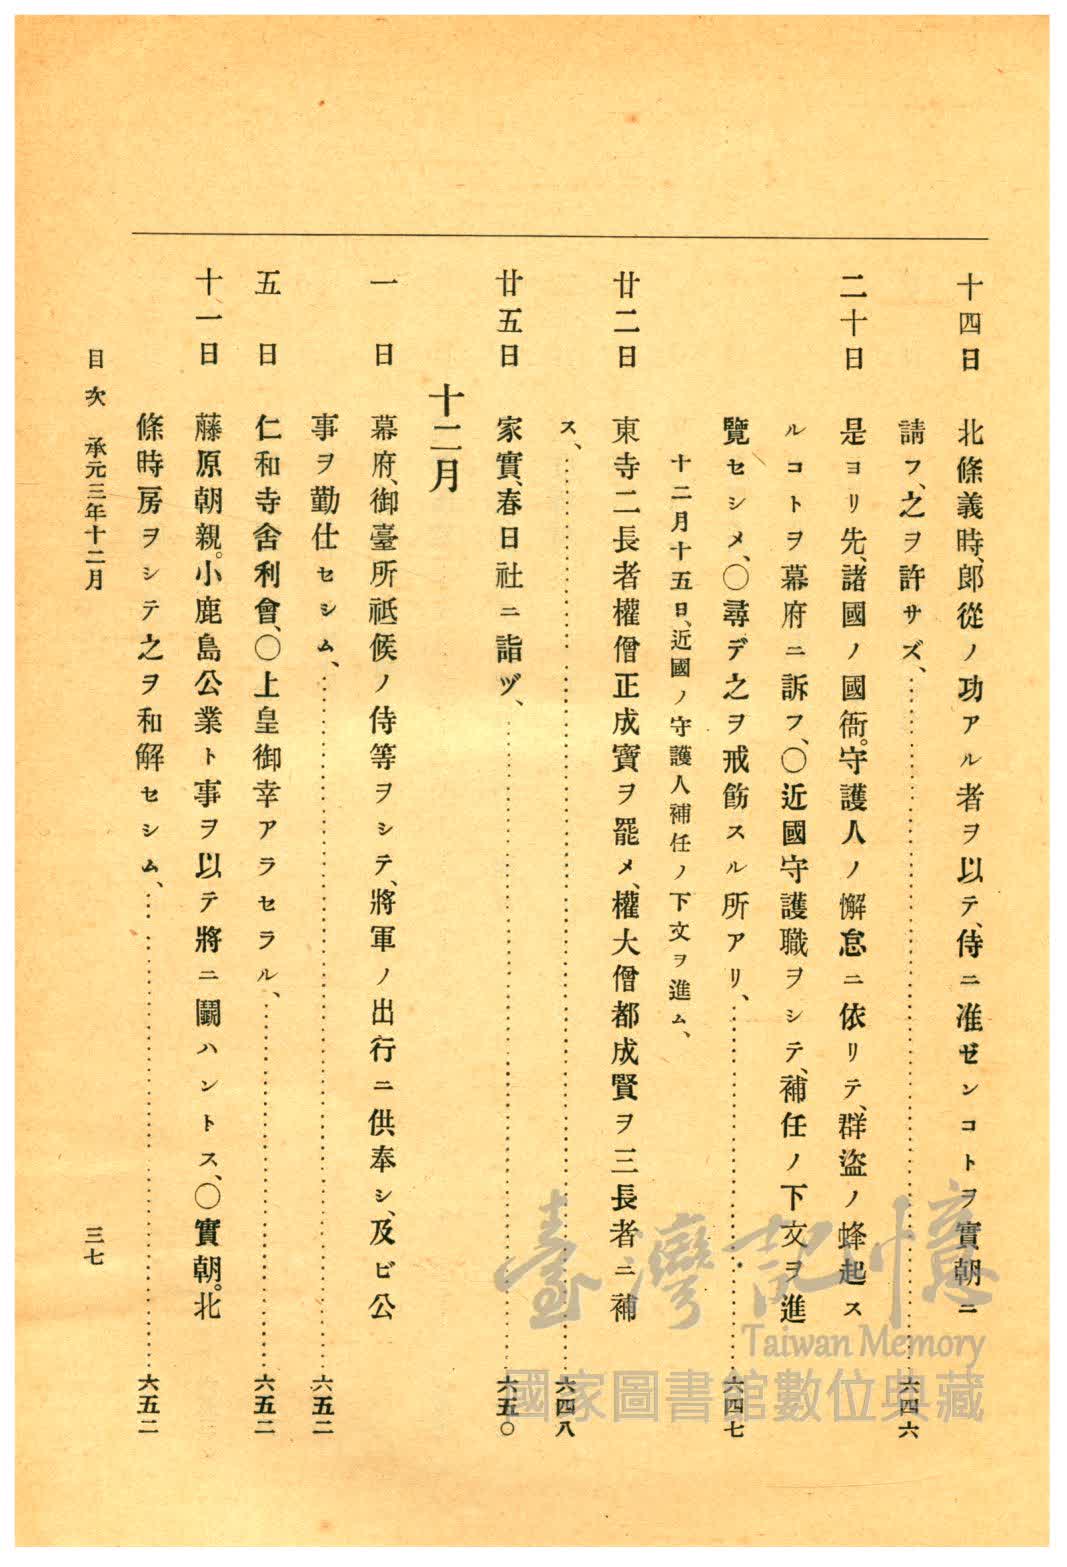 十四日 北條義時、郎從ノ功アル者ヲ以テ、侍ニ准ゼンコトヲ實朝ニ
請フ、之ヲ許サズ、……六四六
二十日 是ヨリ先、諸國ノ國衙。守護人ノ懈怠ニ依リテ、群盜ノ蜂起ス
ルコトヲ幕府ニ訴フ、〇近國守護職ヲシテ、補任ノ下文ヲ進
覽セシメ、〇尋デ之ヲ戒飭スル所アリ、……六四七
十二月十五日、近國ノ守護人補任ノ下文ヲ進ム、
廿二日 東寺二長者權僧正成寶ヲ罷メ、權大僧都成賢ヲ三長者ニ補
ス、……六四八
廿五日 家實、春日社ニ詣ヅ、……六五〇
十二月
一日 幕府、御臺所祗候ノ侍等ヲシテ、將軍ノ出行ニ供奉シ、及ビ公
事ヲ勤仕セシム、……六五二
五日 仁和寺舍利會、〇上皇御幸アラセラル、……六五二
十一日 藤原朝親。小鹿島公業ト事ヲ以テ將ニ鬪ハントス、〇實朝。北
條時房ヲシテ之ヲ和解セシム、……六五二
目次 承元三年十二月 三七
臺灣記憶
Taiwan Memory
國家圖書館數位典藏